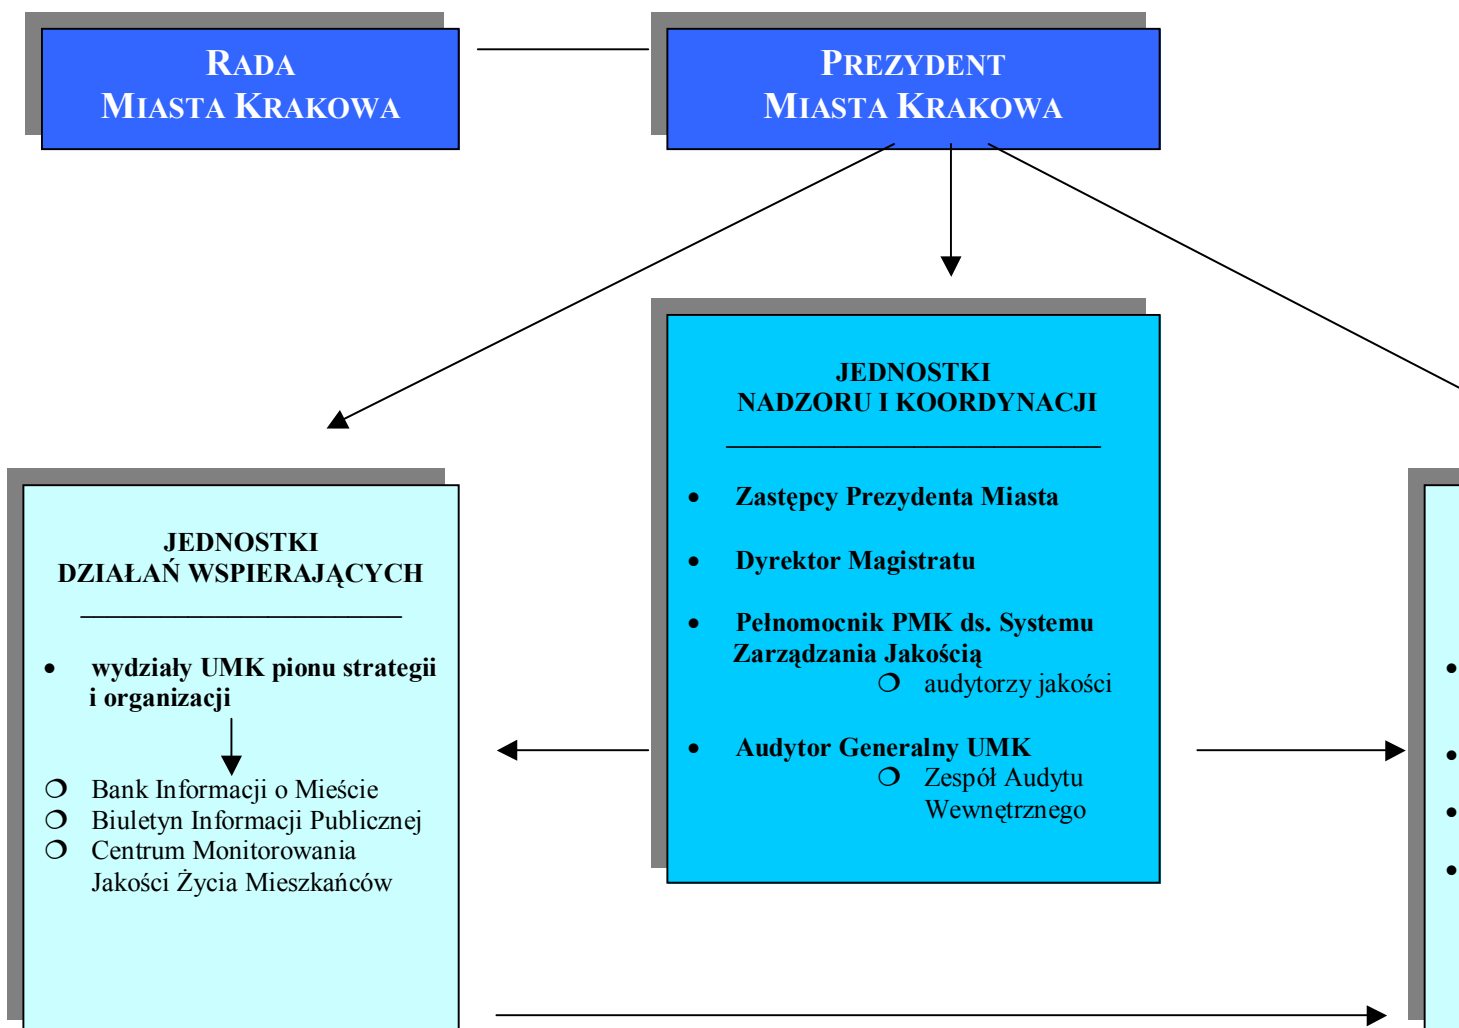 RADA
MIASTA KRAKOWA
PREZYDENT
MIASTA KRAKOWA
JEDNOSTKI
NADZORU I KOORDYNACJI
• Zastępcy Prezydenta Miasta
• Dyrektor Magistratu
• Pełnomocnik PMK ds. Systemu
Zarządzania Jakością
❍ audytorzy jakości
• Audytor Generalny UMK
❍ Zespół Audytu
Wewnętrznego
JEDNOSTKI
DZIAŁAŃ WSPIERAJĄCYCH
• wydziały UMK pionu strategii
i organizacji
❍ Bank Informacji o Mieście
❍ Biuletyn Informacji Publicznej
❍ Centrum Monitorowania
Jakości Życia Mieszkańców